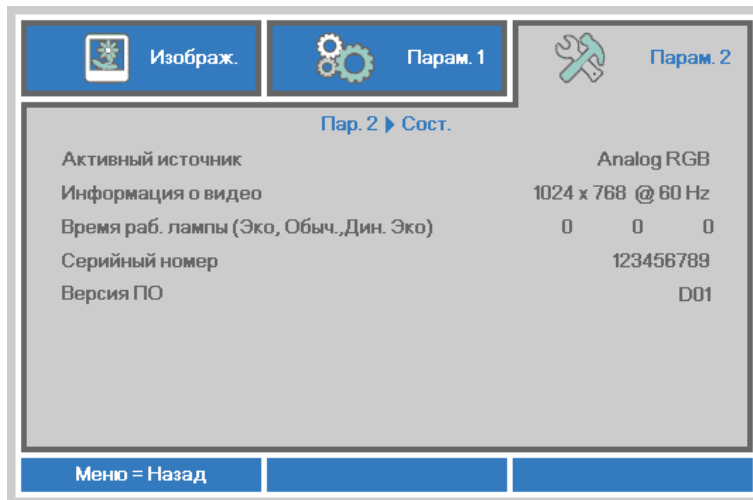 Изображ. Парам. 1 Парам. 2
Пар. 2 ▶ Сост.
Активный источник Analog RGB
Информация о видео 1024 x 768 @ 60 Hz
Время раб. лампы (Эко, Обыч.,Дин. Эко) 0 0 0
Серийный номер 123456789
Версия ПО D01
Меню = Назад